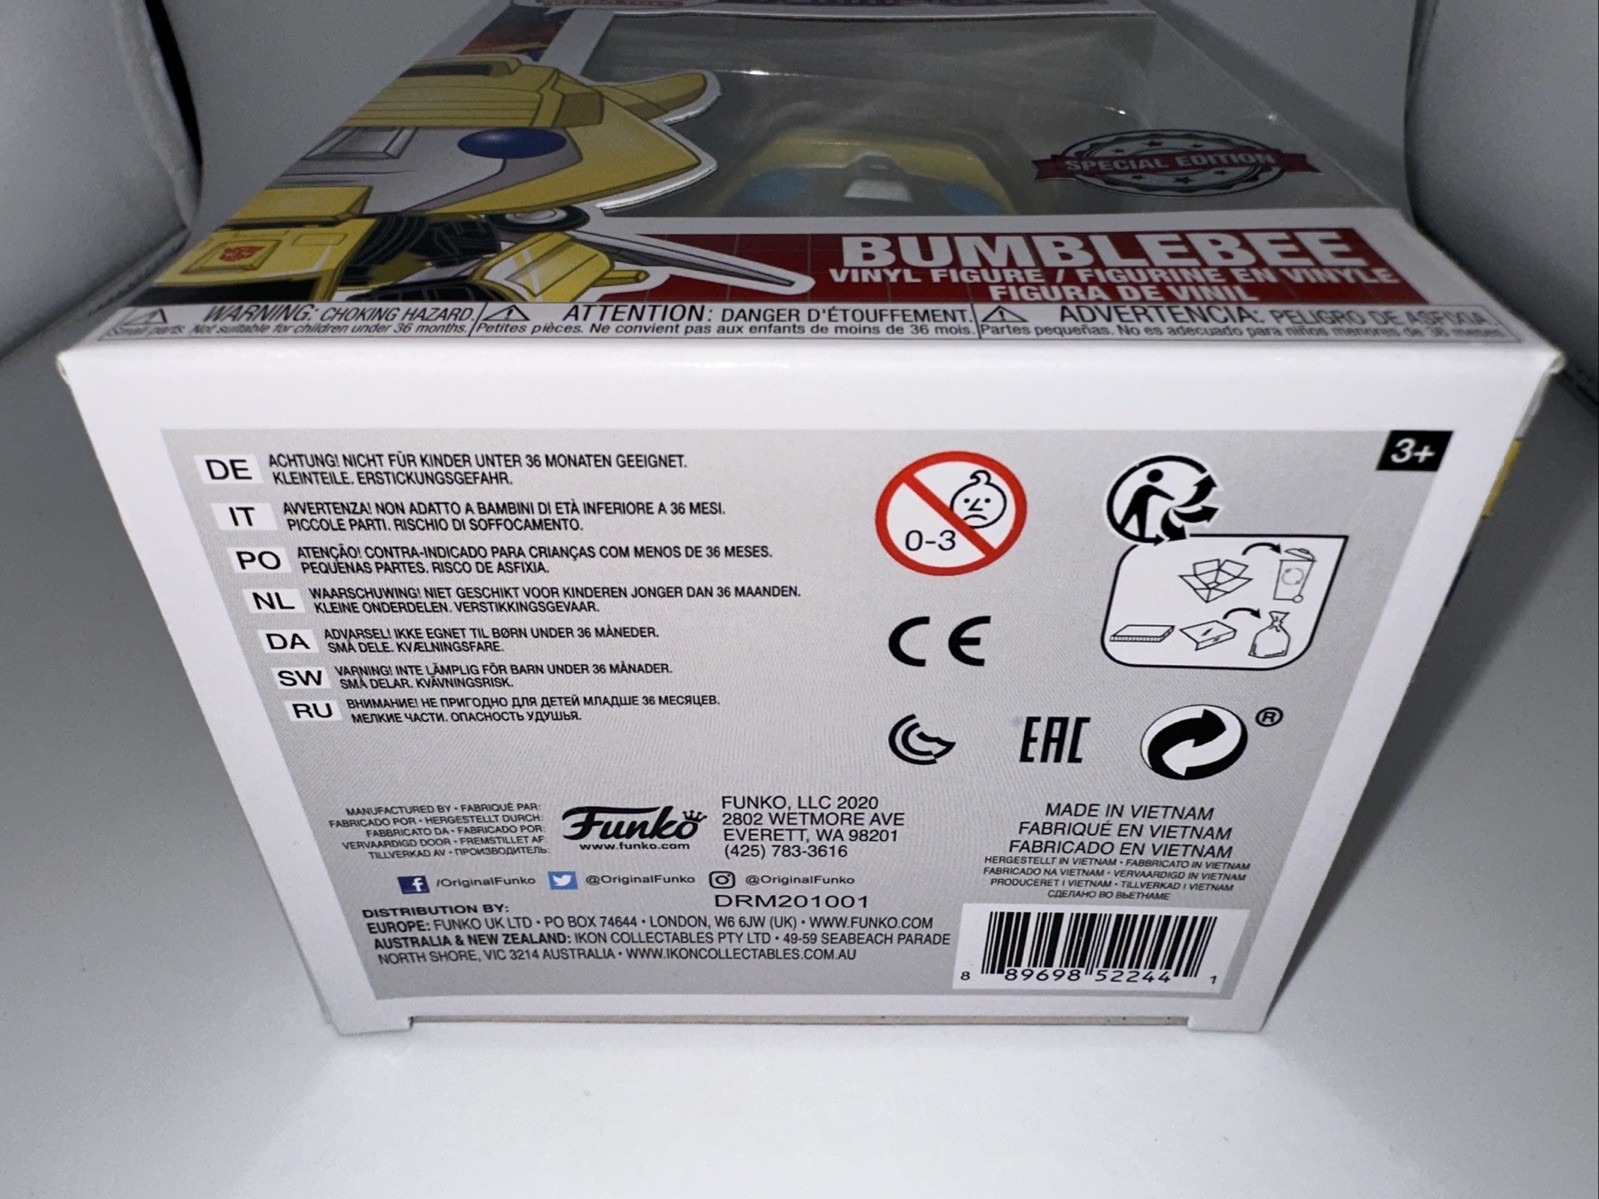 SPECIAL EDITION
BUMBLEBEE
VINYL FIGURE / FIGURINE EN VINYLE
FIGURA DE VINIL
WARNING: CHOKING HAZARD. ATTENTION: DANGER D'ÉTOUFFEMENT. ADVERTENCIA: PELIGRO DE ASFIXIA
Small parts. Not suitable for children under 36 months. Petites pièces. Ne convient pas aux enfants de moins de 36 mois. Partes pequeñas. No es adecuado para niños menores de 36 meses
3+
DE ACHTUNG! NICHT FÜR KINDER UNTER 36 MONATEN GEEIGNET.
KLEINTEILE. ERSTICKUNGSGEFAHR.
IT AVVERTENZA! NON ADATTO A BAMBINI DI ETÀ INFERIORE A 36 MESI.
PICCOLE PARTI. RISCHIO DI SOFFOCAMENTO.
PO ATENÇÃO! CONTRA-INDICADO PARA CRIANÇAS COM MENOS DE 36 MESES.
PEQUENAS PARTES. RISCO DE ASFIXIA.
NL WAARSCHUWING! NIET GESCHIKT VOOR KINDEREN JONGER DAN 36 MAANDEN.
KLEINE ONDERDELEN. VERSTIKKINGSGEVAAR.
DA ADVARSEL! IKKE EGNET TIL BØRN UNDER 36 MÅNEDER.
SMÅ DELE. KVÆLNINGSFARE.
SW VARNING! INTE LÄMPLIG FÖR BARN UNDER 36 MÅNADER.
SMÅ DELAR. KVÄVNINGSRISK.
RU ВНИМАНИЕ! НЕ ПРИГОДНО ДЛЯ ДЕТЕЙ МЛАДШЕ 36 МЕСЯЦЕВ.
МЕЛКИЕ ЧАСТИ. ОПАСНОСТЬ УДУШЬЯ.
0-3
CE
EAC
®
MANUFACTURED BY • FABRIQUÉ PAR:
FABRICADO POR • HERGESTELLT DURCH:
FABBRICATO DA • FABRICADO POR:
VERVAARDIGD DOOR • FREMSTILLET AF
TILLVERKAD AV • ПРОИЗВОДИТЕЛЬ:
Funko
www.funko.com
FUNKO, LLC 2020
2802 WETMORE AVE
EVERETT, WA 98201
(425) 783-3616
/OriginalFunko @OriginalFunko @OriginalFunko
DRM201001
DISTRIBUTION BY:
EUROPE: FUNKO UK LTD • PO BOX 74644 • LONDON, W6 6JW (UK) • WWW.FUNKO.COM
AUSTRALIA & NEW ZEALAND: IKON COLLECTABLES PTY LTD • 49-59 SEABEACH PARADE
NORTH SHORE, VIC 3214 AUSTRALIA • WWW.IKONCOLLECTABLES.COM.AU
MADE IN VIETNAM
FABRIQUÉ EN VIETNAM
FABRICADO EN VIETNAM
HERGESTELLT IN VIETNAM • FABBRICATO IN VIETNAM
FABRICADO NA VIETNAM • VERVAARDIGD IN VIETNAM
PRODUCERET I VIETNAM • TILLVERKAD I VIETNAM
СДЕЛАНО ВО ВЬЕТНАМЕ
8 89698 52244 1